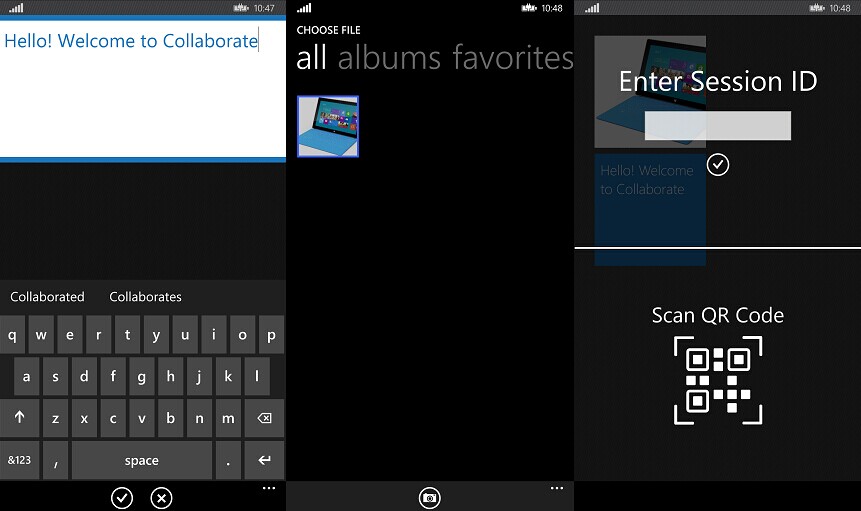 10:47
Hello! Welcome to Collaborate
Collaborated Collaborates
q w e r t y u i o p
a s d f g h j k l
z x c v b n m
&123 , space .
10:48
CHOOSE FILE
all albums favorites
10:48
Enter Session ID
Hello! Welcome
to Collaborate
Scan QR Code